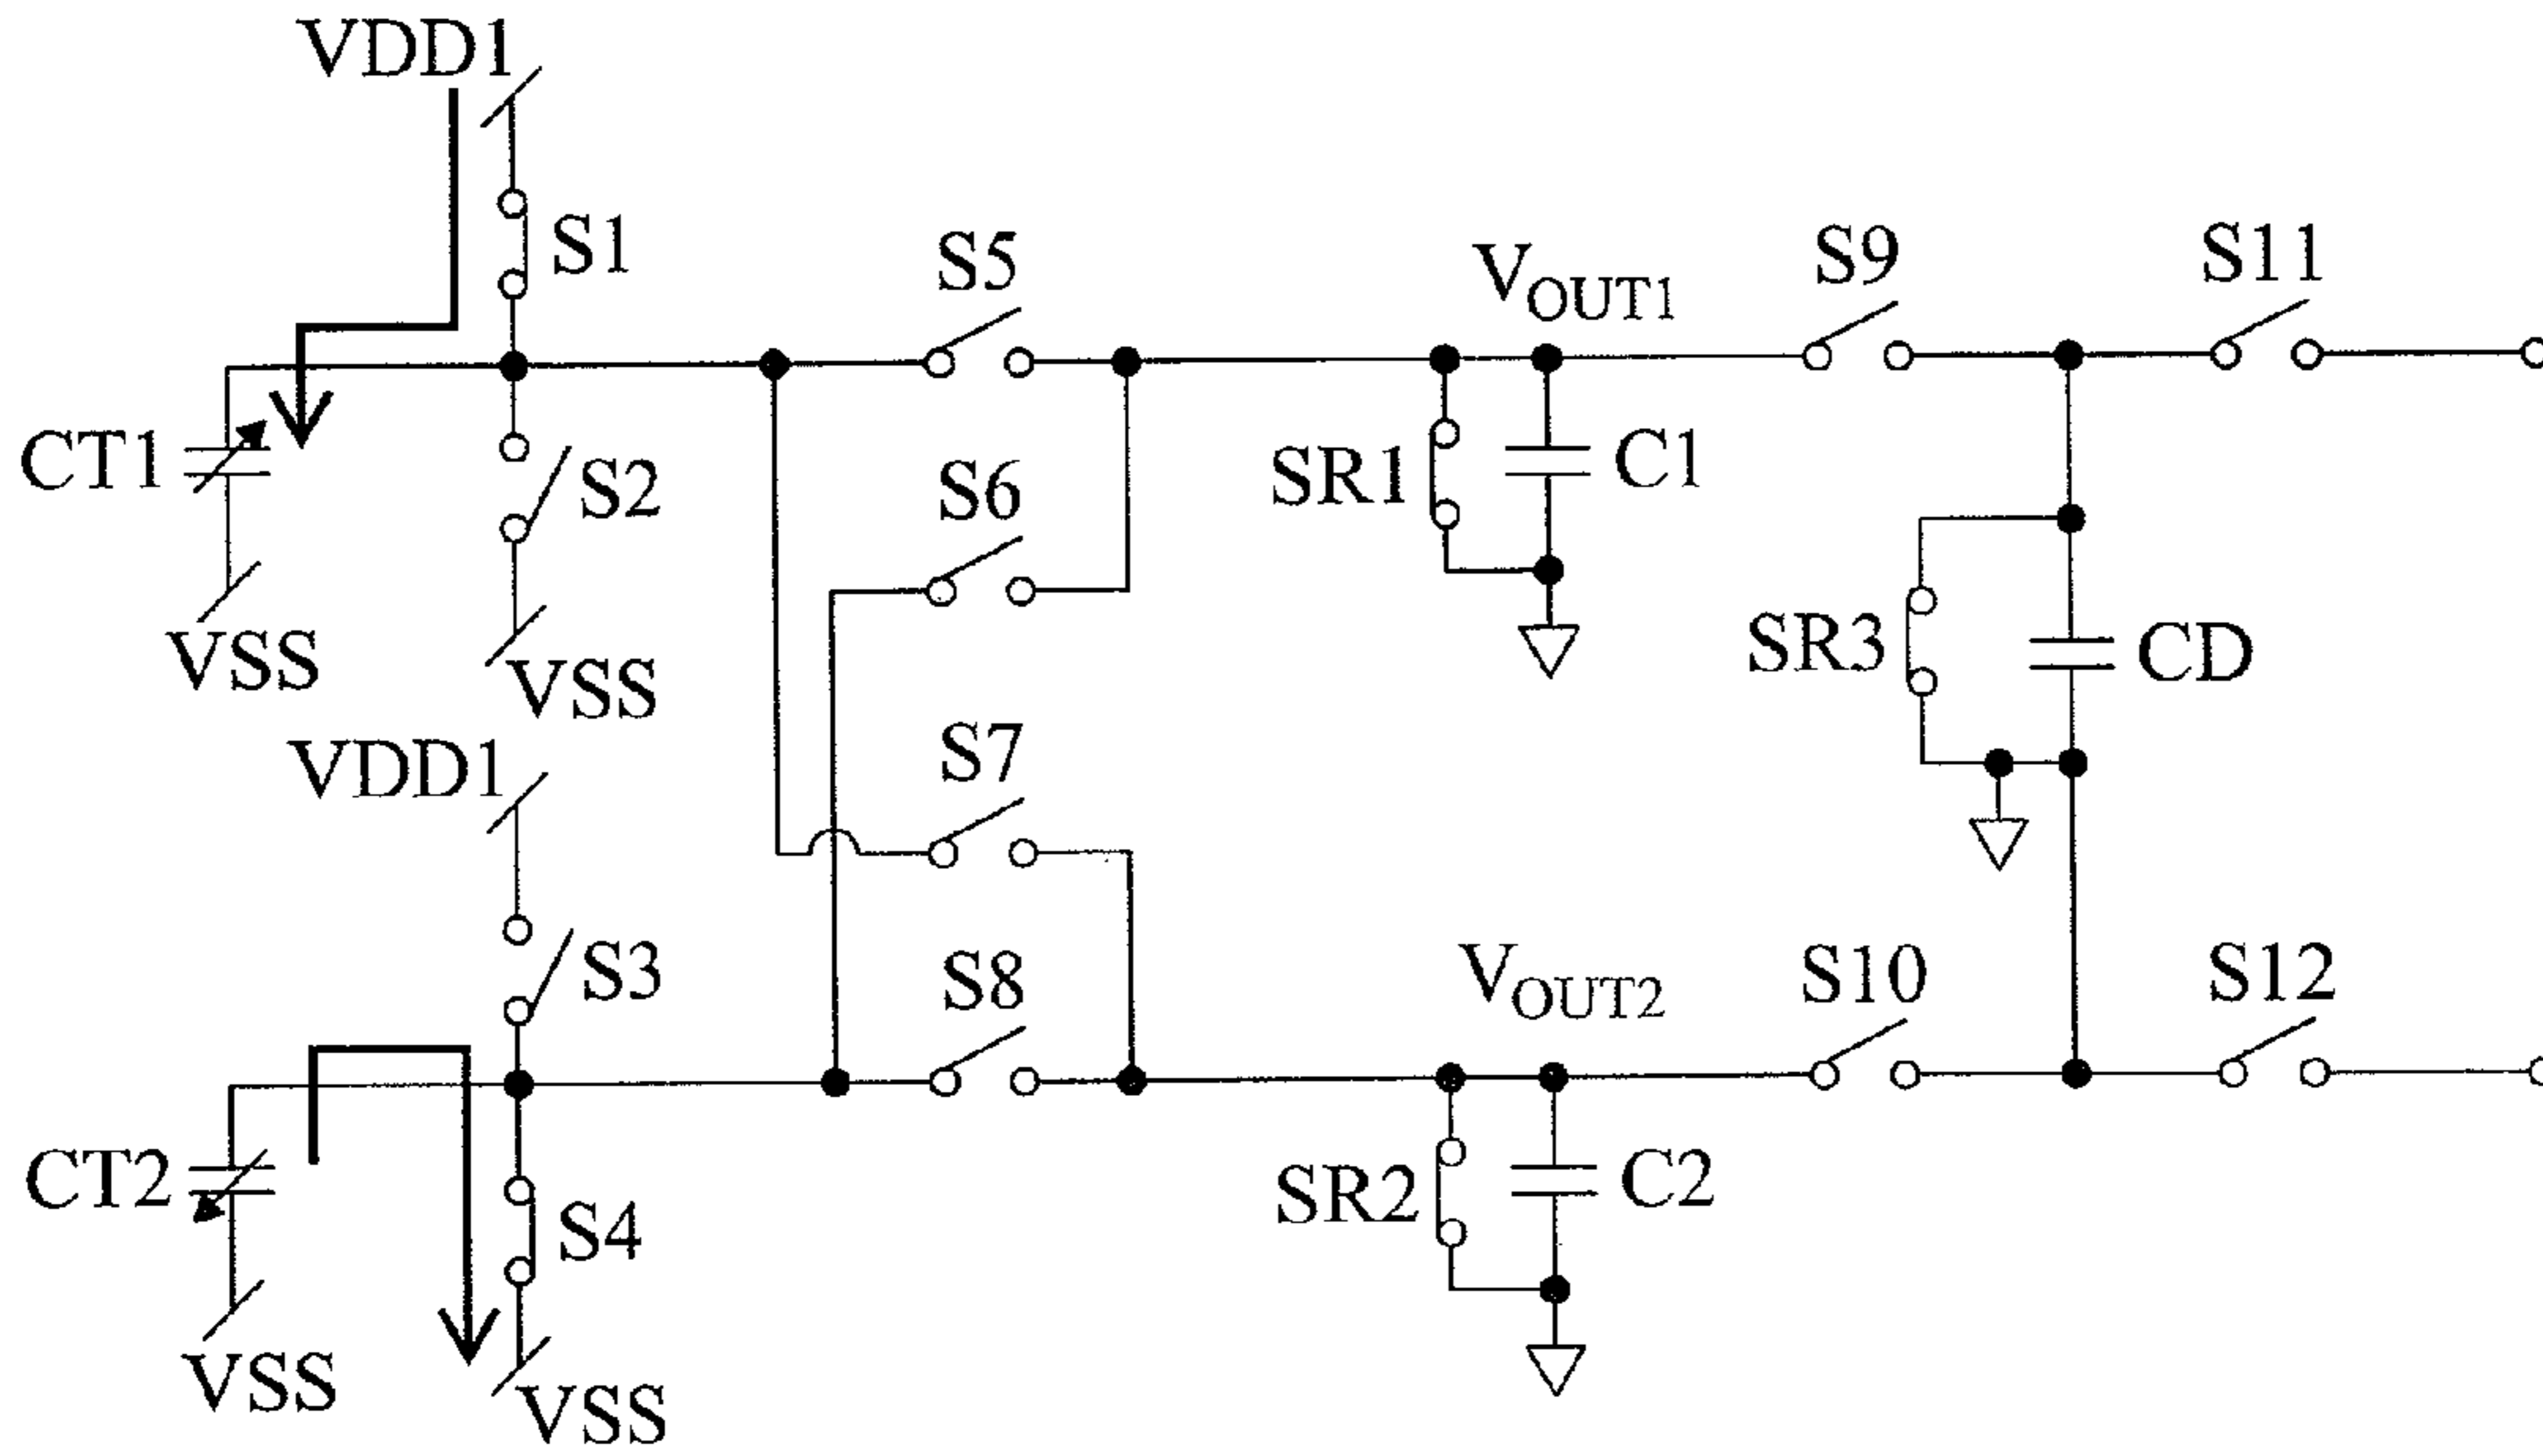 VDD1
S1
S5
VOUT1
S9
S11
CT1
S2
S6
SR1
C1
VSS
VSS
SR3
CD
VDD1
S7
S3
S8
VOUT2
S10
S12
CT2
S4
SR2
C2
VSS
VSS